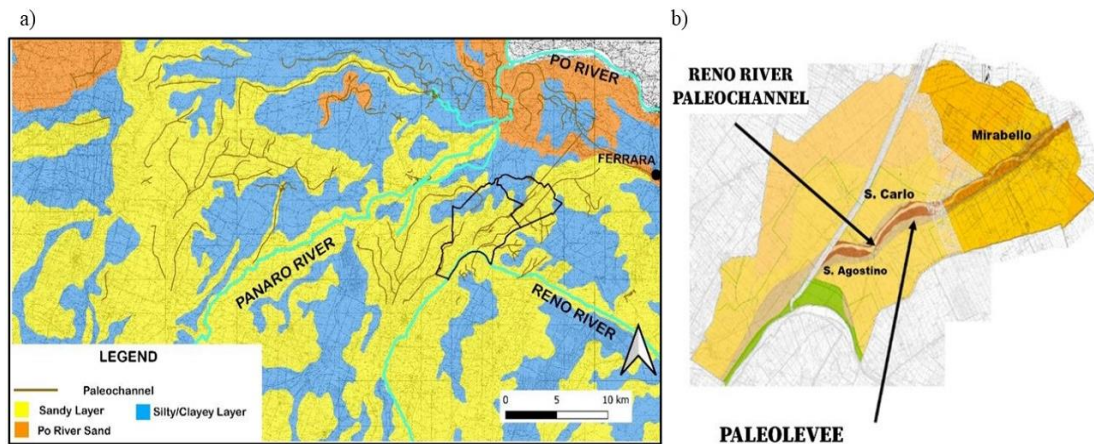 a)
PO RIVER
FERRARA
PANARO RIVER
RENO RIVER
LEGEND
Paleochannel
Sandy Layer
Silty/Clayey Layer
Po River Sand
0 5 10 km
b)
RENO RIVER
PALEOCHANNEL
Mirabello
S. Carlo
S. Agostino
PALEOLEVEE